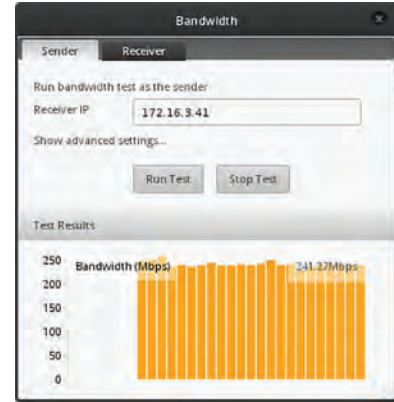 Bandwidth
Sender Receiver
Run bandwidth test as the sender
Receiver IP 172.16.3.41
Show advanced settings...
Run Test Stop Test
Test Results
250 Bandwidth (Mbps) 241.27Mbps
200
150
100
50
0